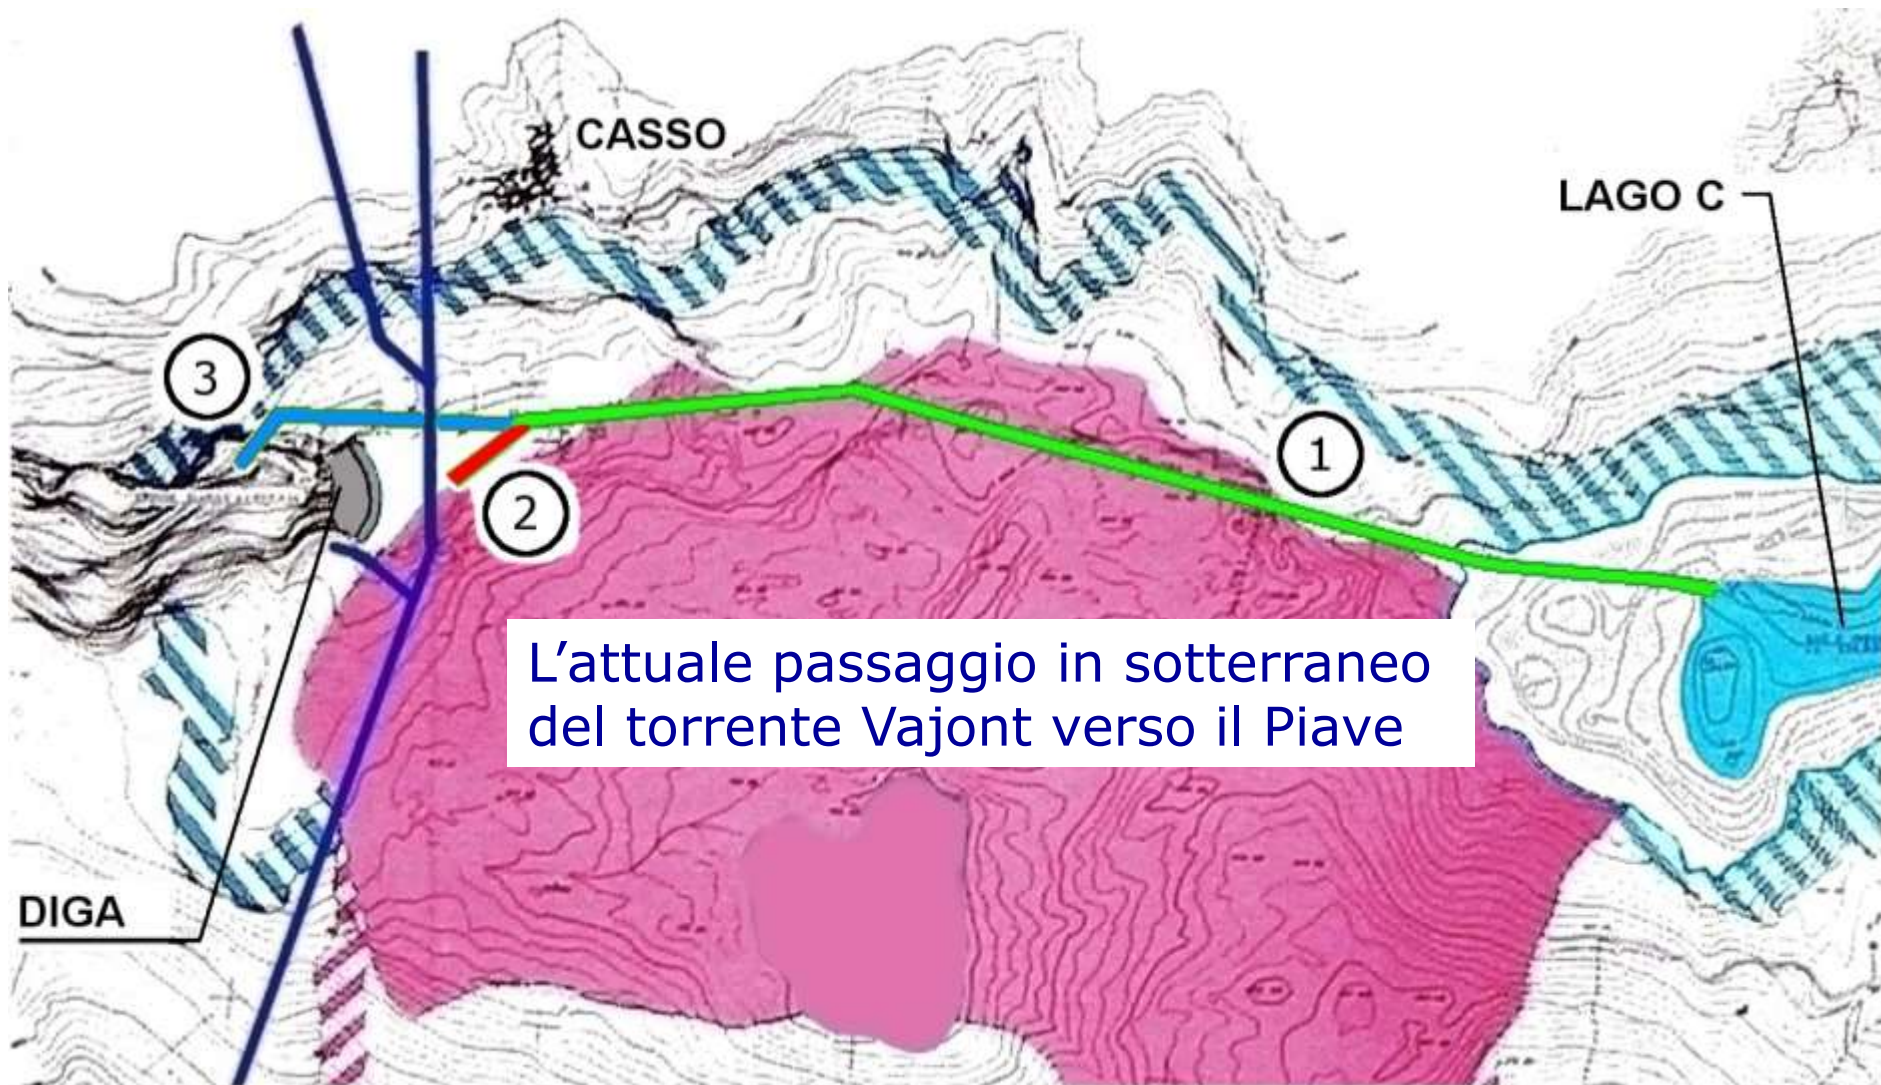 CASSO
LAGO C
3
1
2
L’attuale passaggio in sotterraneo
del torrente Vajont verso il Piave
DIGA